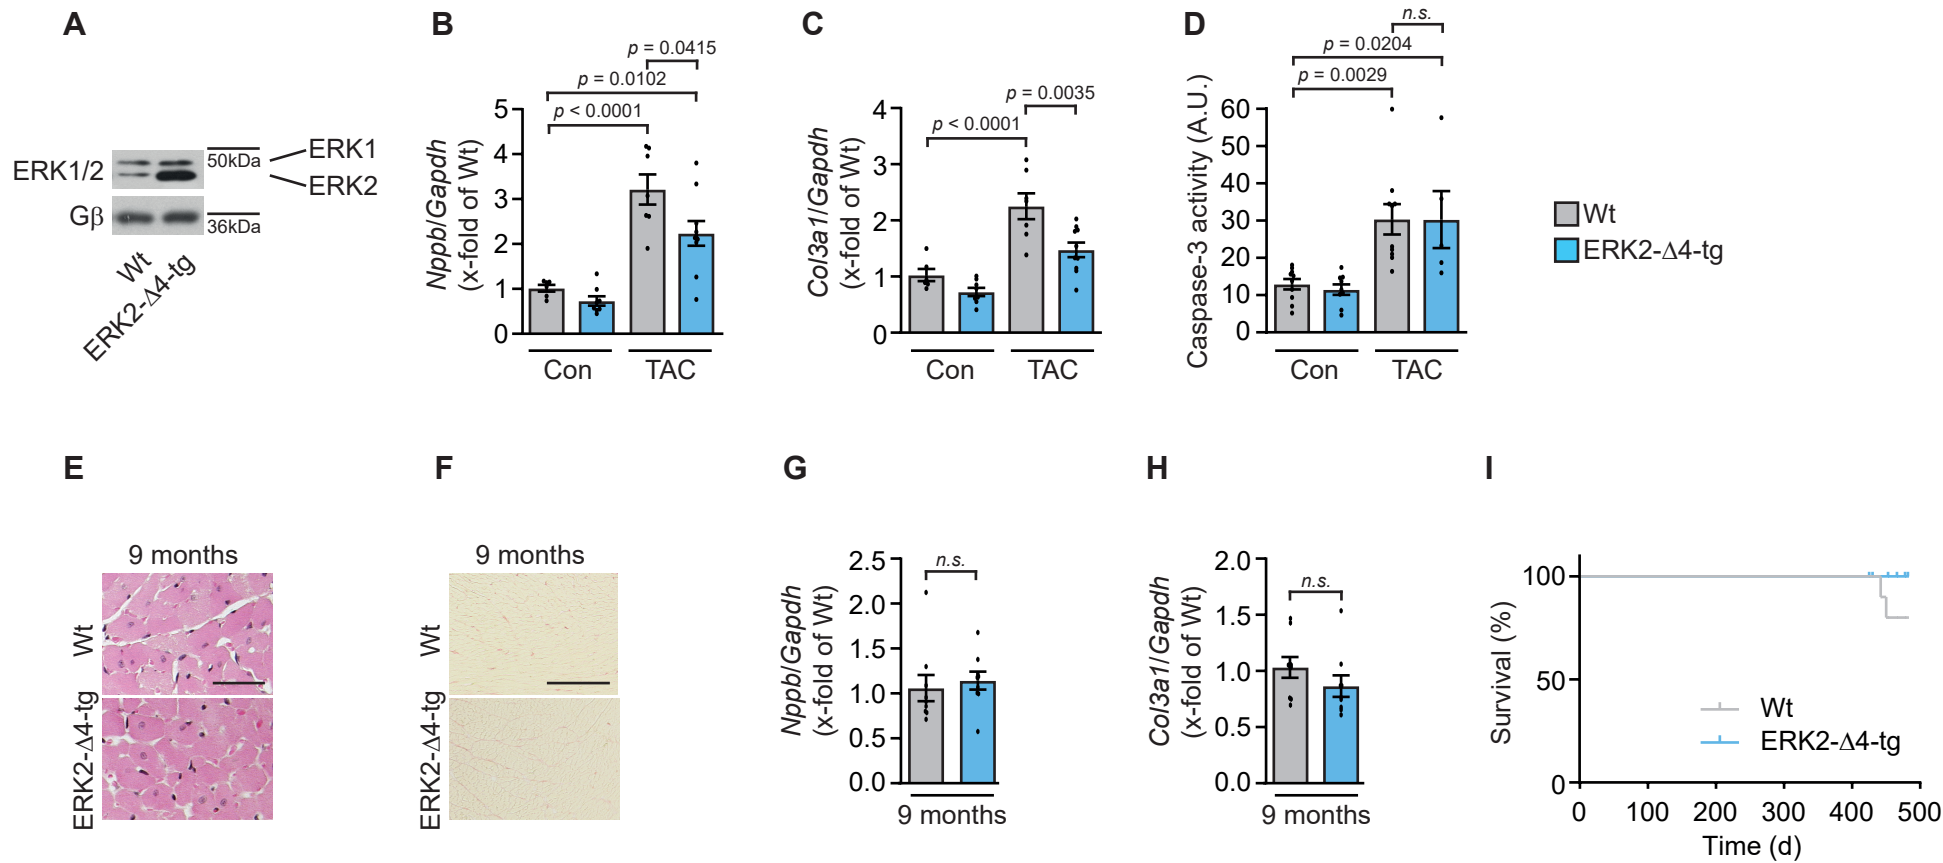 A
ERK1/2
Gβ
50kDa
36kDa
ERK1
ERK2
Wt
ERK2-Δ4-tg
B
p = 0.0415
p = 0.0102
p < 0.0001
Nppb/Gapdh
(x-fold of Wt)
5
4
3
2
1
0
Con
TAC
C
p = 0.0035
p < 0.0001
Col3a1/Gapdh
(x-fold of Wt)
4
3
2
1
0
Con
TAC
D
n.s.
p = 0.0204
p = 0.0029
Caspase-3 activity (A.U.)
60
50
40
30
20
10
0
Con
TAC
Wt
ERK2-Δ4-tg
E
9 months
Wt
ERK2-Δ4-tg
F
9 months
Wt
ERK2-Δ4-tg
G
n.s.
Nppb/Gapdh
(x-fold of Wt)
2.5
2.0
1.5
1.0
0.5
0.0
9 months
H
n.s.
Col3a1/Gapdh
(x-fold of Wt)
2.0
1.5
1.0
0.5
0.0
9 months
I
Survival (%)
100
50
0
Wt
ERK2-Δ4-tg
0 100 200 300 400 500
Time (d)